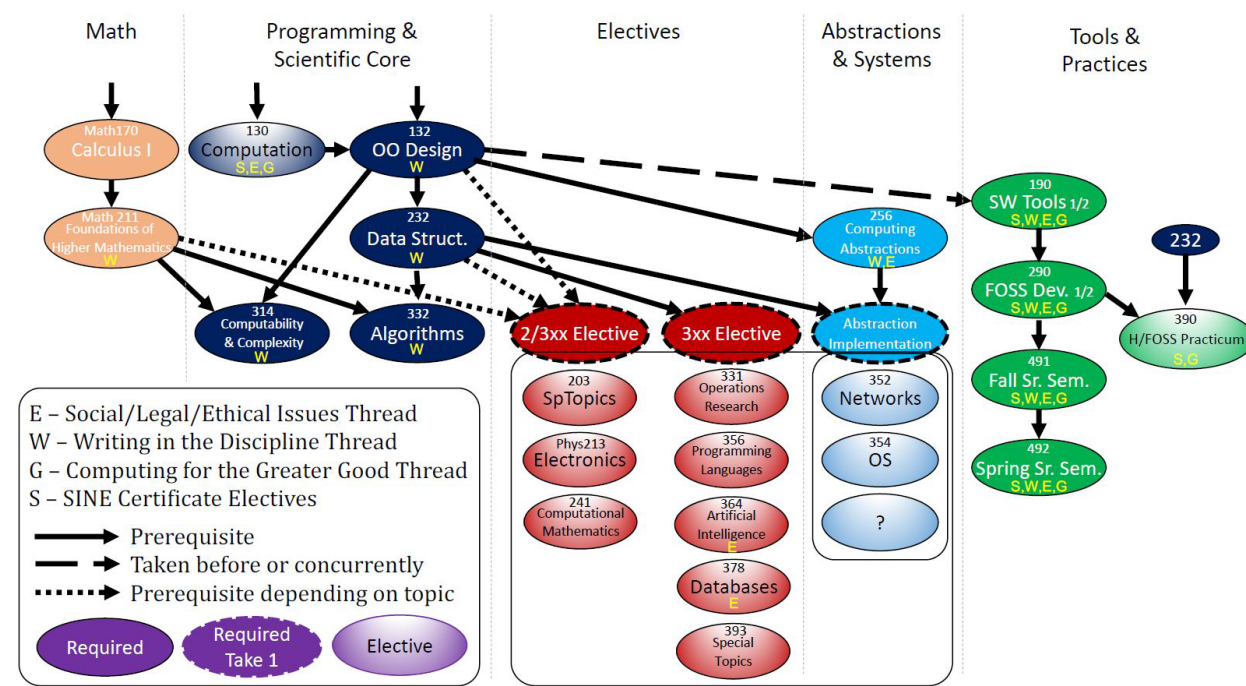 Math
Programming &
Scientific Core
Electives
Abstractions
& Systems
Tools &
Practices
Math170
Calculus I
130
Computation
S,E,G
132
OO Design
W
190
SW Tools 1/2
S,W,E,G
Math 211
Foundations of
Higher Mathematics
W
232
Data Struct.
W
256
Computing
Abstractions
W,E
232
290
FOSS Dev. 1/2
S,W,E,G
314
Computability
& Complexity
W
332
Algorithms
W
2/3xx Elective
3xx Elective
Abstraction
Implementation
390
H/FOSS Practicum
S,G
203
SpTopics
331
Operations
Research
352
Networks
491
Fall Sr. Sem.
S,W,E,G
Phys213
Electronics
356
Programming
Languages
354
OS
492
Spring Sr. Sem.
S,W,E,G
241
Computational
Mathematics
364
Artificial
Intelligence
E
?
378
Databases
E
393
Special
Topics
E – Social/Legal/Ethical Issues Thread
W – Writing in the Discipline Thread
G – Computing for the Greater Good Thread
S – SINE Certificate Electives
Prerequisite
Taken before or concurrently
Prerequisite depending on topic
Required
Required
Take 1
Elective